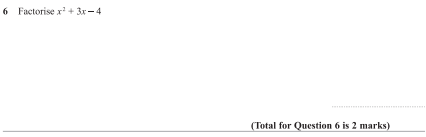 6 Factorise x² + 3x − 4
(Total for Question 6 is 2 marks)